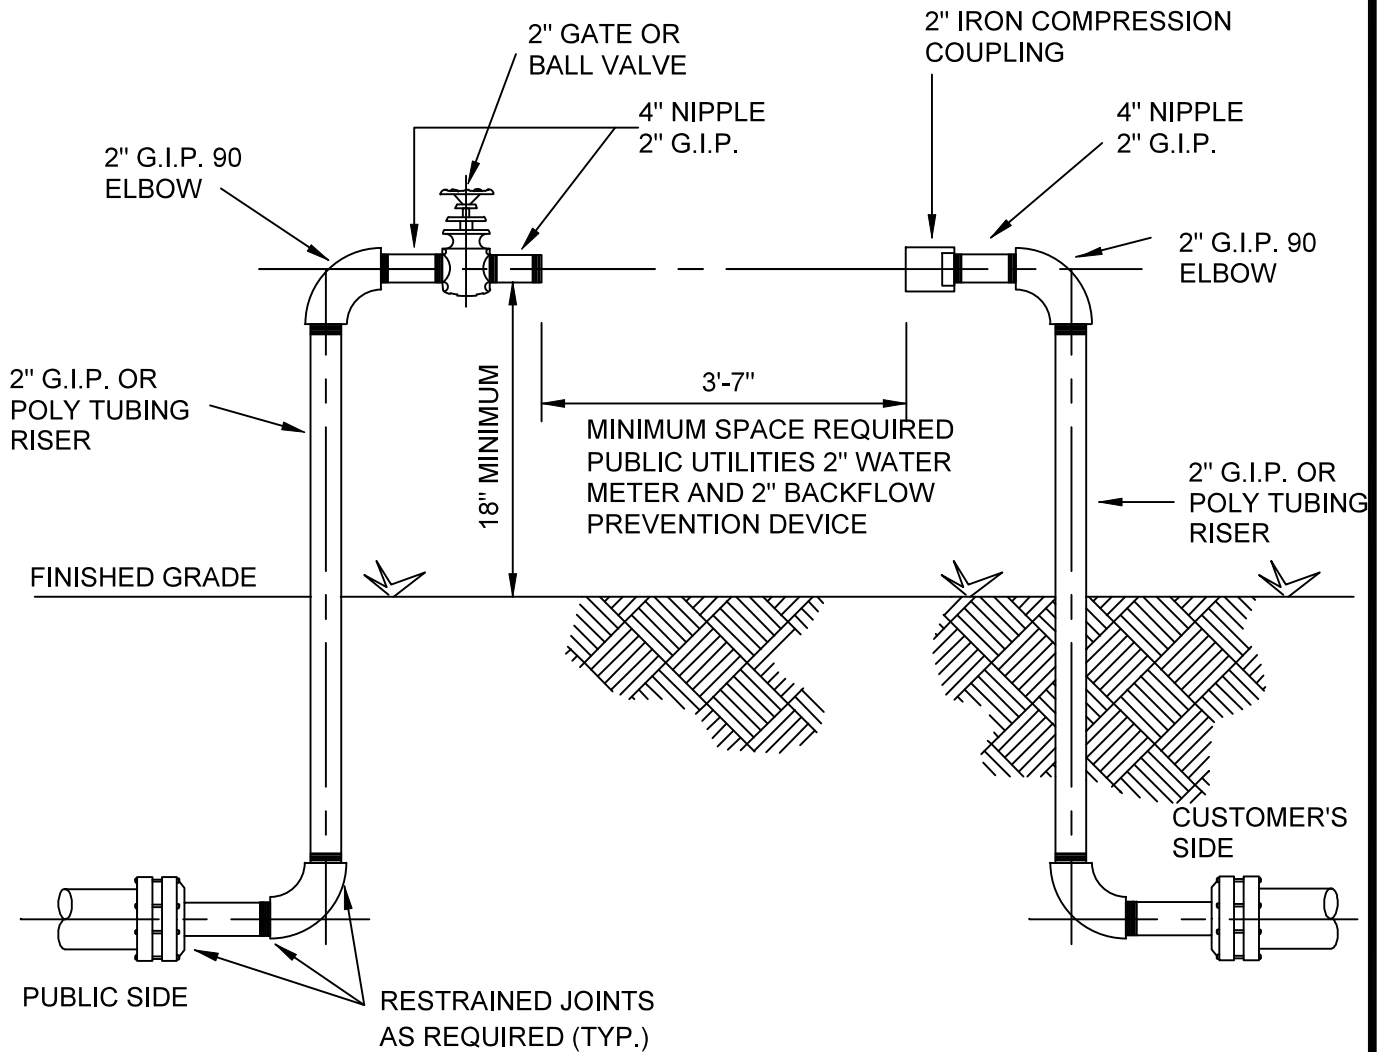 2" GATE OR
BALL VALVE
2" IRON COMPRESSION
COUPLING
4" NIPPLE
2" G.I.P.
4" NIPPLE
2" G.I.P.
2" G.I.P. 90
ELBOW
2" G.I.P. 90
ELBOW
2" G.I.P. OR
POLY TUBING
RISER
18" MINIMUM
3'-7"
MINIMUM SPACE REQUIRED
PUBLIC UTILITIES 2" WATER
METER AND 2" BACKFLOW
PREVENTION DEVICE
2" G.I.P. OR
POLY TUBING
RISER
FINISHED GRADE
CUSTOMER'S
SIDE
PUBLIC SIDE
RESTRAINED JOINTS
AS REQUIRED (TYP.)